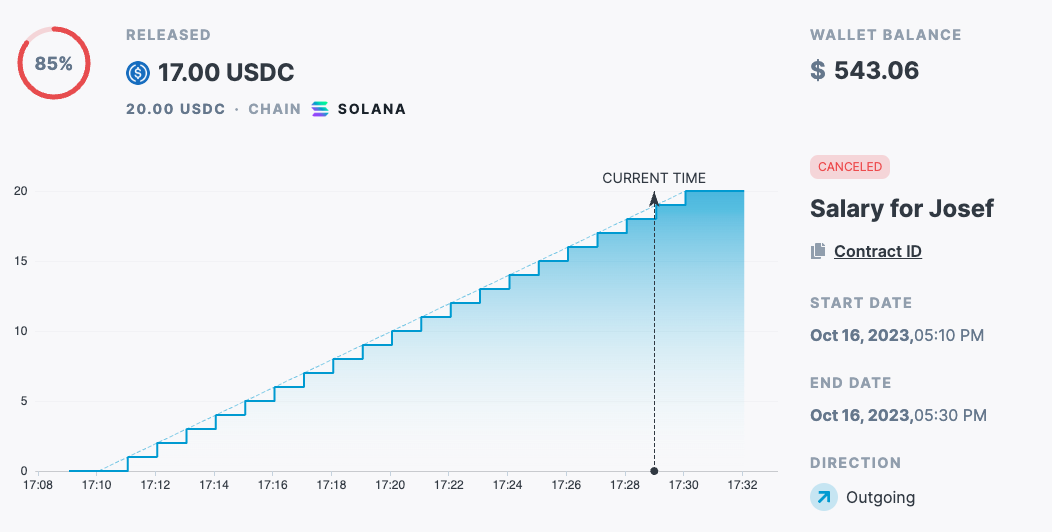 85%
RELEASED
17.00 USDC
20.00 USDC · CHAIN SOLANA
WALLET BALANCE
$ 543.06
CANCELED
Salary for Josef
Contract ID
START DATE
Oct 16, 2023,05:10 PM
END DATE
Oct 16, 2023,05:30 PM
DIRECTION
Outgoing
CURRENT TIME
20
15
10
5
0
17:08 17:10 17:12 17:14 17:16 17:18 17:20 17:22 17:24 17:26 17:28 17:30 17:32